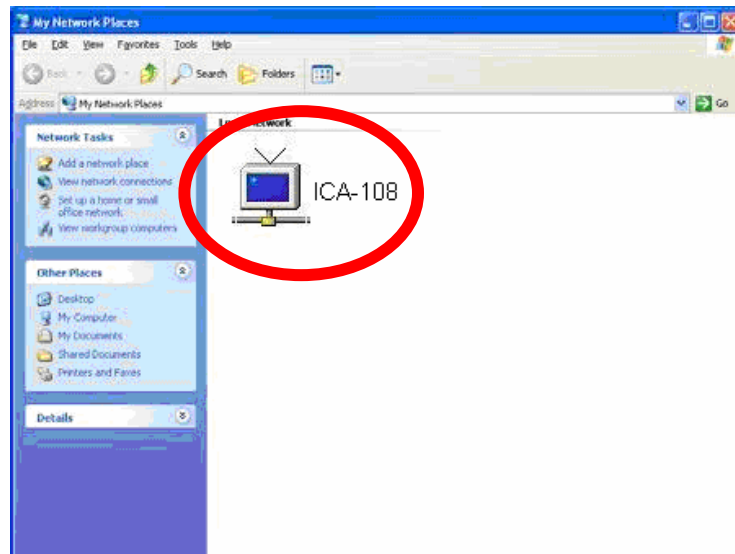 My Network Places
File Edit View Favorites Tools Help
Back Search Folders
Address My Network Places Go
Network Tasks
Add a network place
View network connections
Set up a home or small
office network
View workgroup computers
Other Places
Desktop
My Computer
My Documents
Shared Documents
Printers and Faxes
Details
Network
ICA-108